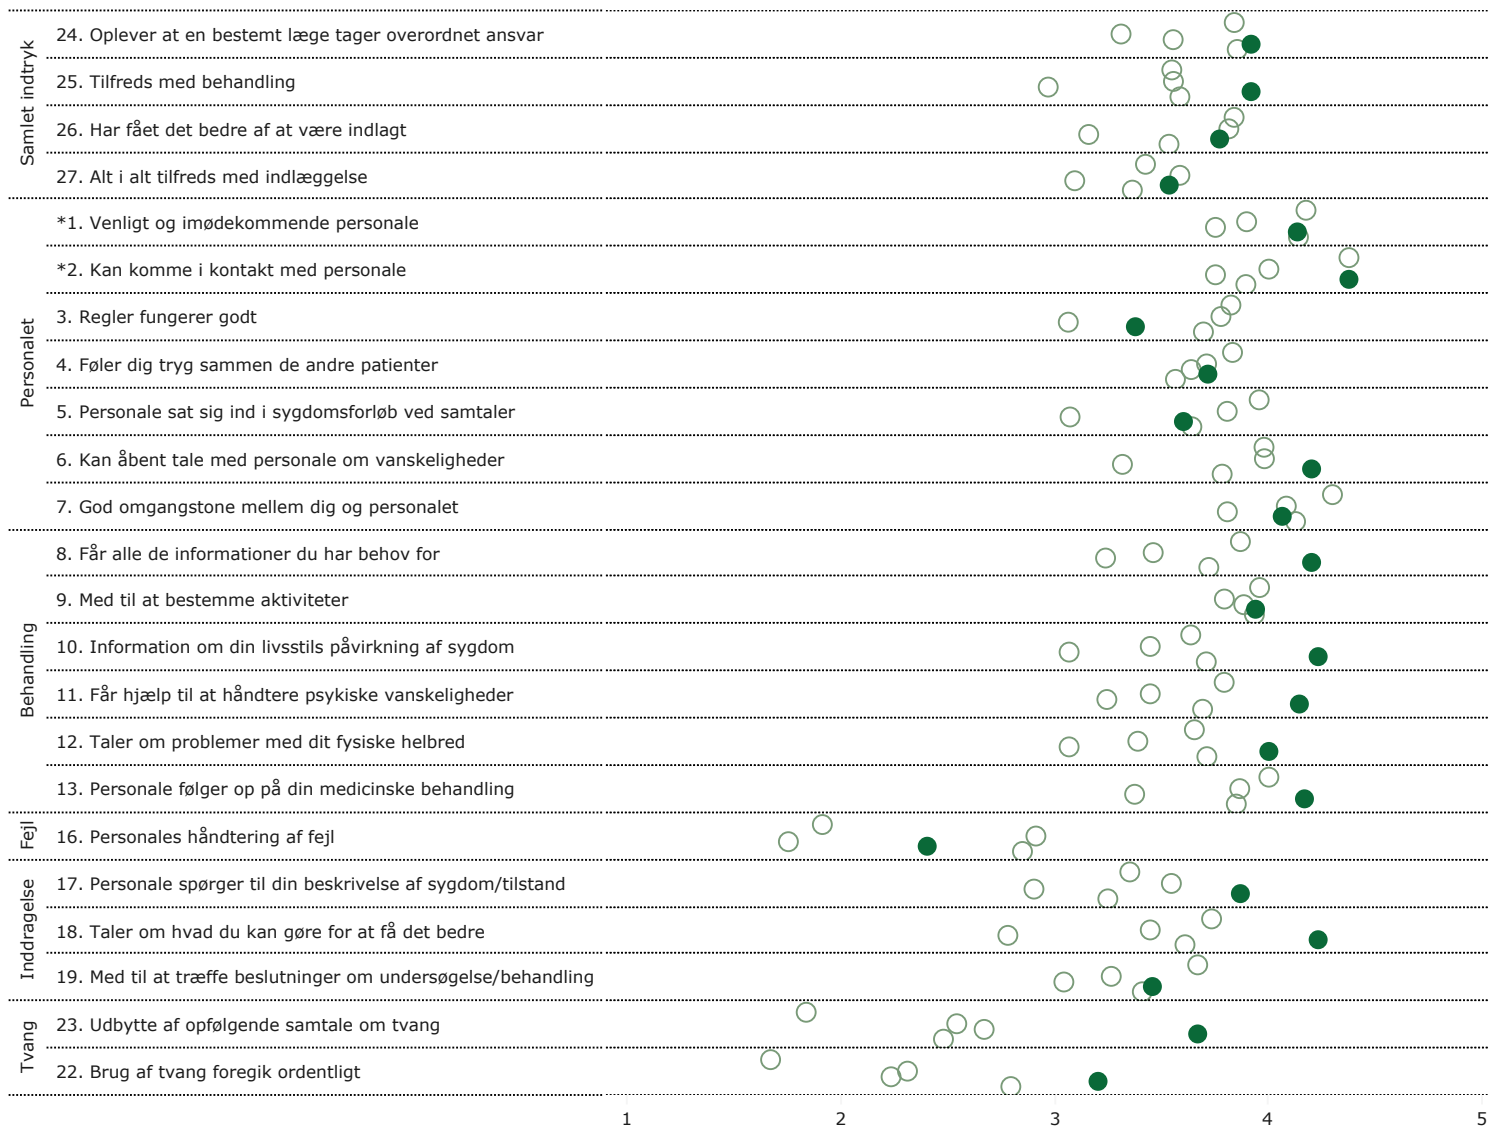 Samlet indtryk
24. Oplever at en bestemt læge tager overordnet ansvar
25. Tilfreds med behandling
26. Har fået det bedre af at være indlagt
27. Alt i alt tilfreds med indlæggelse
Personalet
*1. Venligt og imødekommende personale
*2. Kan komme i kontakt med personale
3. Regler fungerer godt
4. Føler dig tryg sammen de andre patienter
5. Personale sat sig ind i sygdomsforløb ved samtaler
6. Kan åbent tale med personale om vanskeligheder
7. God omgangstone mellem dig og personalet
Behandling
8. Får alle de informationer du har behov for
9. Med til at bestemme aktiviteter
10. Information om din livsstils påvirkning af sygdom
11. Får hjælp til at håndtere psykiske vanskeligheder
12. Taler om problemer med dit fysiske helbred
13. Personale følger op på din medicinske behandling
Fejl
16. Personales håndtering af fejl
Inddragelse
17. Personale spørger til din beskrivelse af sygdom/tilstand
18. Taler om hvad du kan gøre for at få det bedre
19. Med til at træffe beslutninger om undersøgelse/behandling
Tvang
23. Udbytte af opfølgende samtale om tvang
22. Brug af tvang foregik ordentligt
1 2 3 4 5